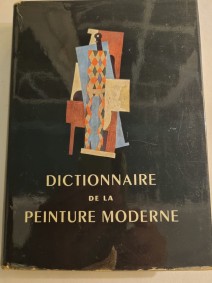 DICTIONNAIRE
DE LA
PEINTURE MODERNE